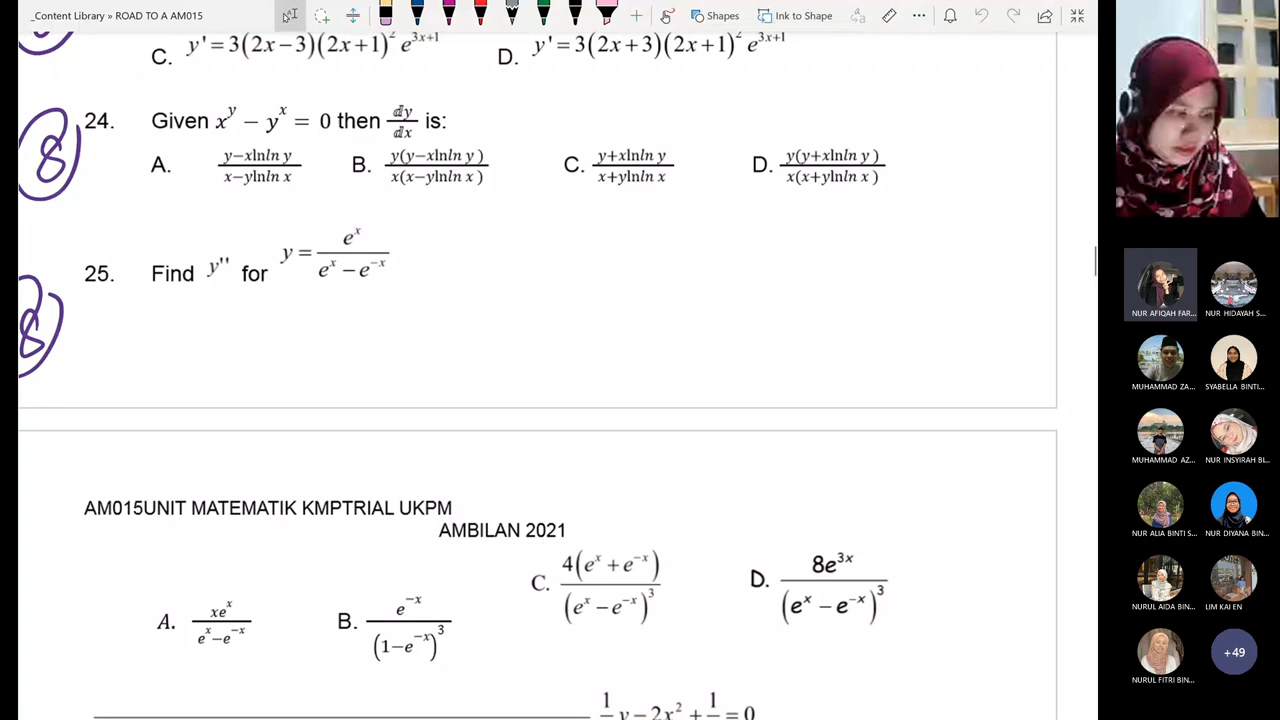 _Content Library » ROAD TO A AM015
Shapes
Ink to Shape
C. y' = 3(2x−3)(2x+1)² e^{3x+1}
D. y' = 3(2x+3)(2x+1)² e^{3x+1}
8
24. Given x^y − y^x = 0 then dy/dx is:
A. (y−xlnln y)/(x−ylnln x) B. y(y−xlnln y)/x(x−ylnln x) C. (y+xlnln y)/(x+ylnln x) D. y(y+xlnln y)/x(x+ylnln x)
8
25. Find y'' for y = e^x/(e^x − e^{−x})
AM015UNIT MATEMATIK KMPTRIAL UKPM
AMBILAN 2021
A. xe^x/(e^x−e^{−x}) B. e^{−x}/(1−e^{−x})^3 C. 4(e^x + e^{−x})/(e^x − e^{−x})^3 D. 8e^{3x}/(e^x − e^{−x})^3
1/ y − 2x² + 1/ = 0
NUR AFIQAH FAR...
NUR HIDAYAH S...
MUHAMMAD ZA...
SYABELLA BINTI...
MUHAMMAD AZ...
NUR INSYIRAH BI...
NUR ALIA BINTI S...
NUR DIYANA BIN...
NURUL AIDA BIN...
LIM KAI EN
NURUL FITRI BIN...
+49